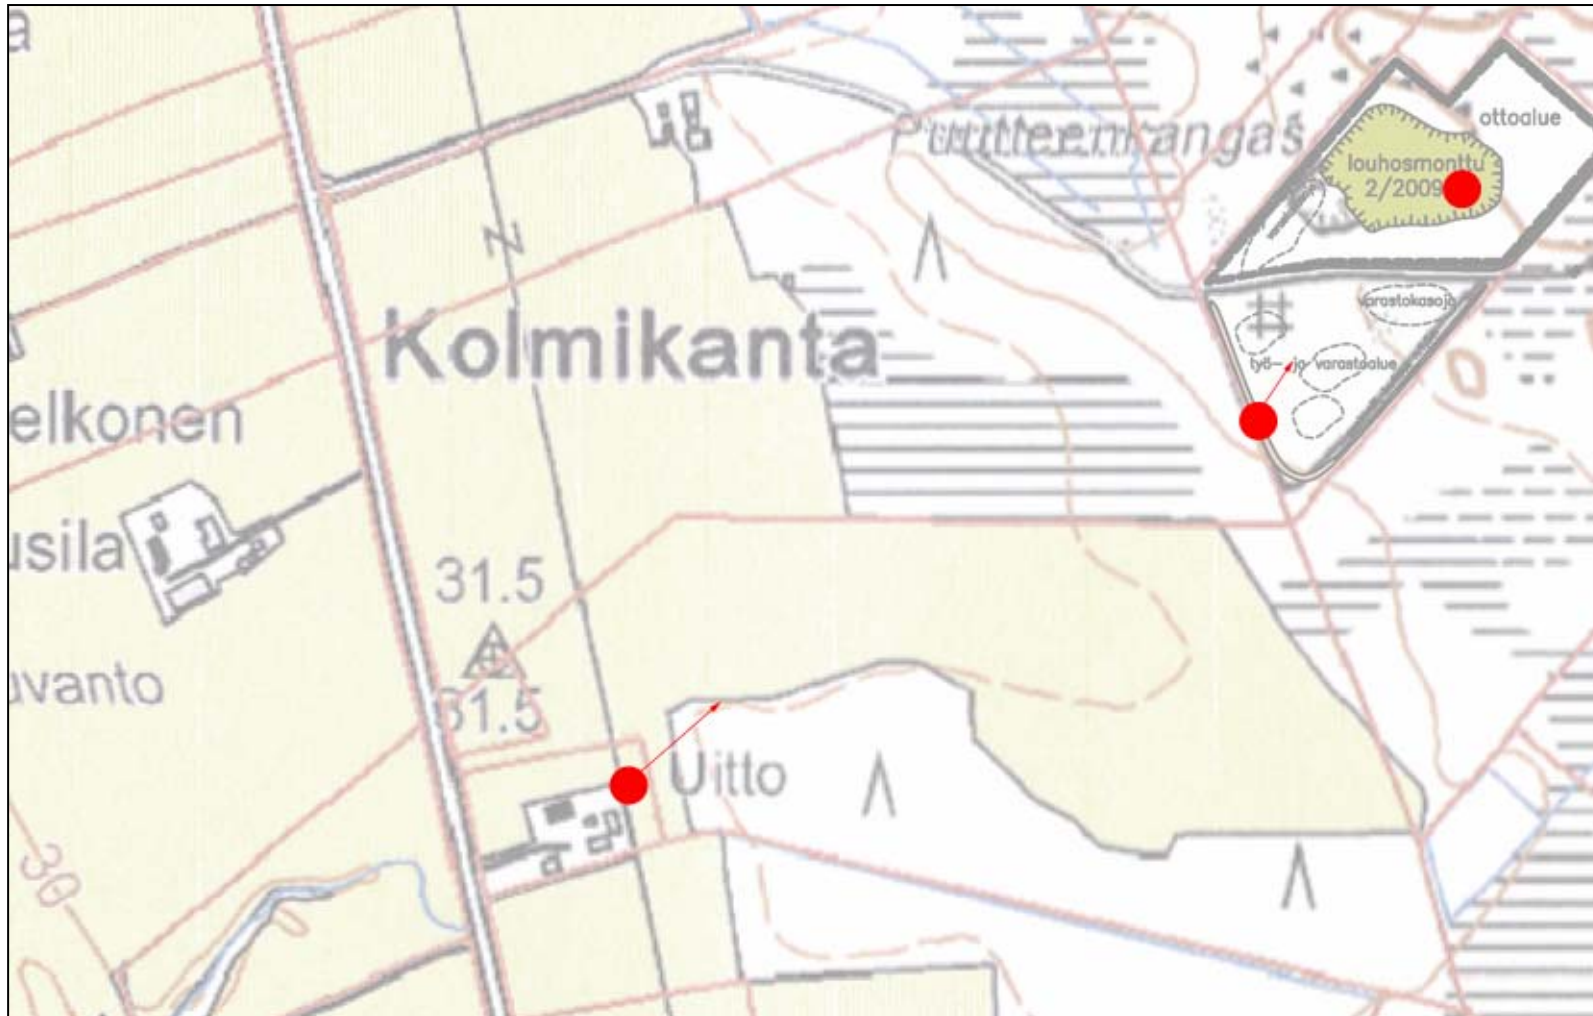 a
ottoalue
Puutteenkangas
louhosmonttu
2/2009
Z
varastokasoja
Kolmikanta
työ- ja varastoalue
elkonen
usila
31.5
uvanto
31.5
Uitto
30